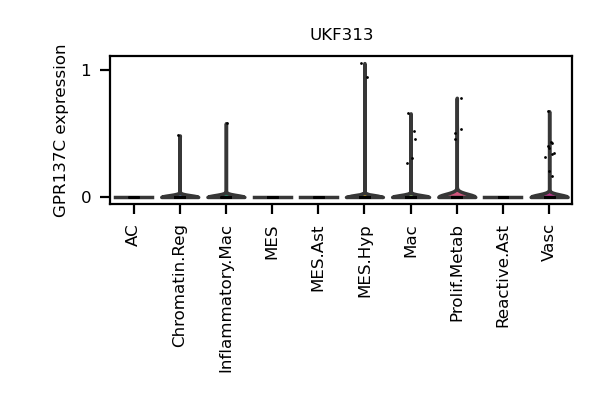 UKF313
GPR137C expression
1
0
AC
Chromatin.Reg
Inflammatory.Mac
MES
MES.Ast
MES.Hyp
Mac
Prolif.Metab
Reactive.Ast
Vasc